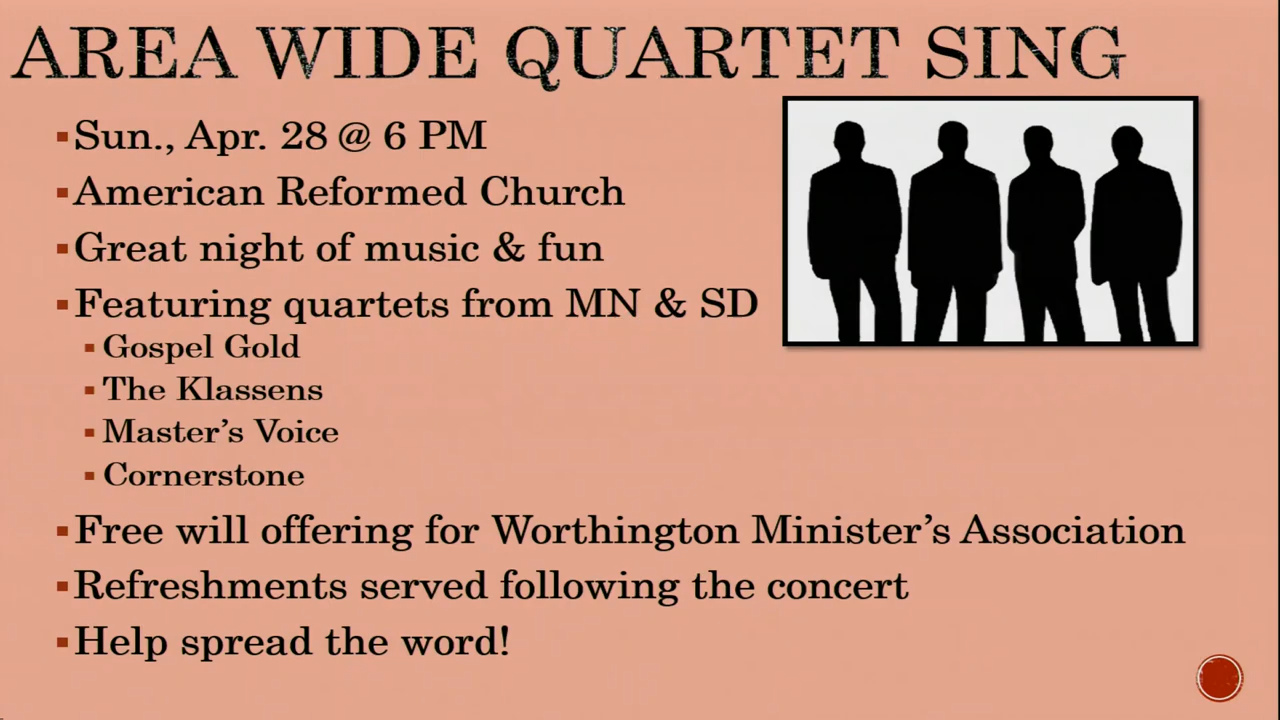 AREA WIDE QUARTET SING
Sun., Apr. 28 @ 6 PM
American Reformed Church
Great night of music & fun
Featuring quartets from MN & SD
Gospel Gold
The Klassens
Master's Voice
Cornerstone
Free will offering for Worthington Minister's Association
Refreshments served following the concert
Help spread the word!